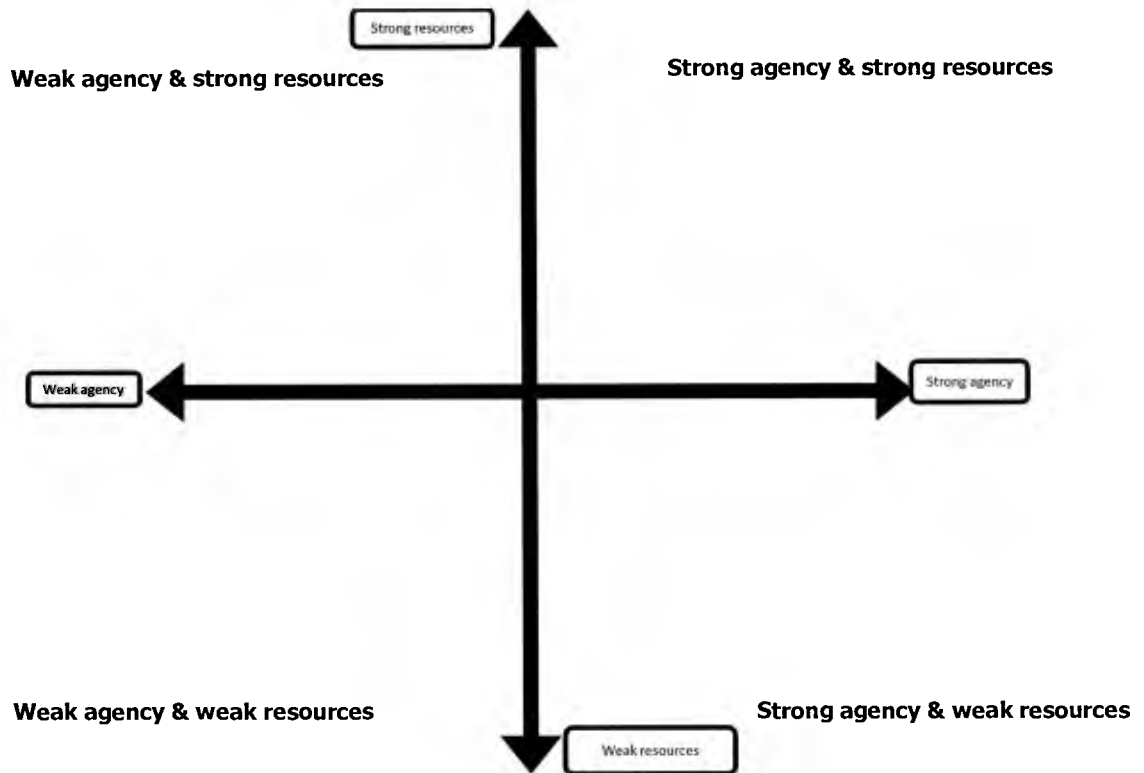 Strong resources
Weak agency & strong resources
Strong agency & strong resources
Weak agency
Strong agency
Weak agency & weak resources
Strong agency & weak resources
Weak resources